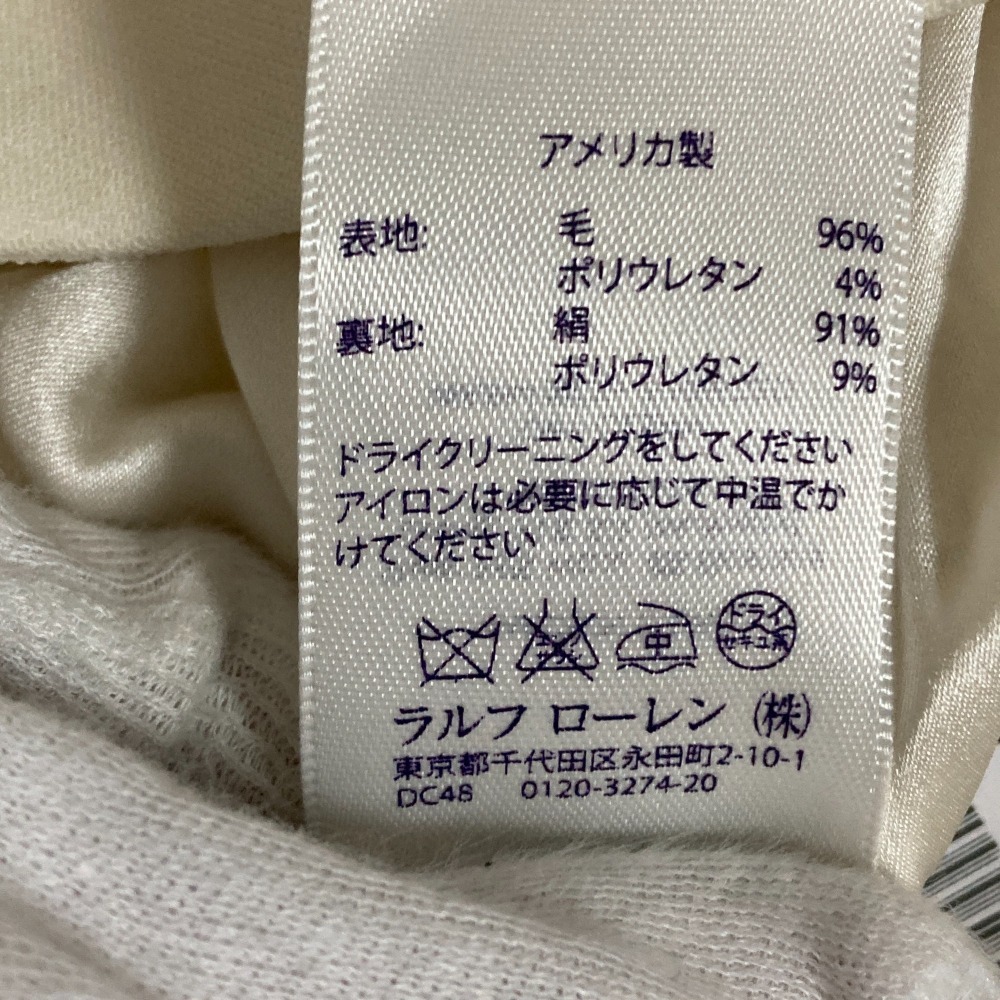 アメリカ製
表地: 毛 96%
ポリウレタン 4%
裏地: 絹 91%
ポリウレタン 9%
ドライクリーニングをしてください
アイロンは必要に応じて中温でか
けてください
中 ドライ
セキユ系
ラルフ ローレン (株)
東京都千代田区永田町2-10-1
DC48 0120-3274-20